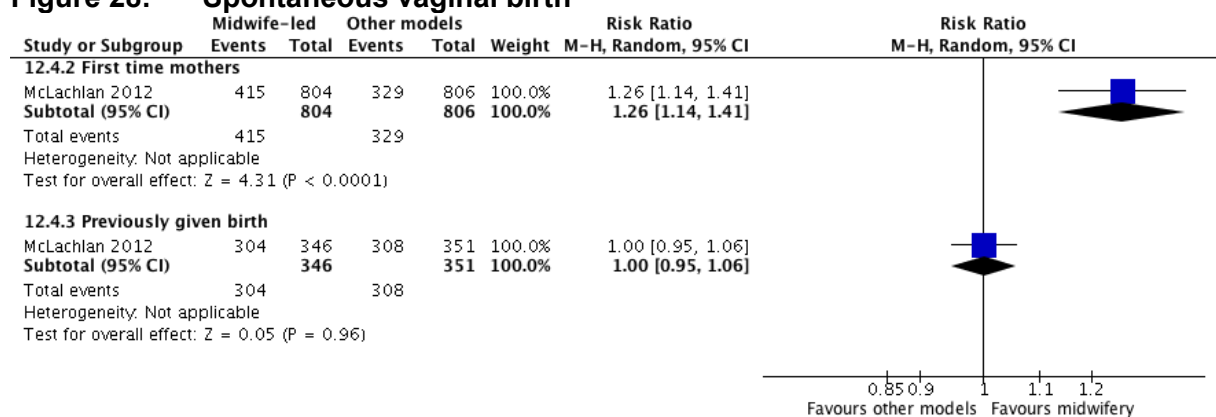 Figure 28: Spontaneous vaginal birth
Midwife-led Other models Risk Ratio Risk Ratio
Study or Subgroup Events Total Events Total Weight M-H, Random, 95% CI M-H, Random, 95% CI
12.4.2 First time mothers
McLachlan 2012 415 804 329 806 100.0% 1.26 [1.14, 1.41]
Subtotal (95% CI) 804 806 100.0% 1.26 [1.14, 1.41]
Total events 415 329
Heterogeneity: Not applicable
Test for overall effect: Z = 4.31 (P < 0.0001)
12.4.3 Previously given birth
McLachlan 2012 304 346 308 351 100.0% 1.00 [0.95, 1.06]
Subtotal (95% CI) 346 351 100.0% 1.00 [0.95, 1.06]
Total events 304 308
Heterogeneity: Not applicable
Test for overall effect: Z = 0.05 (P = 0.96)
0.85 0.9 1 1.1 1.2
Favours other models Favours midwifery